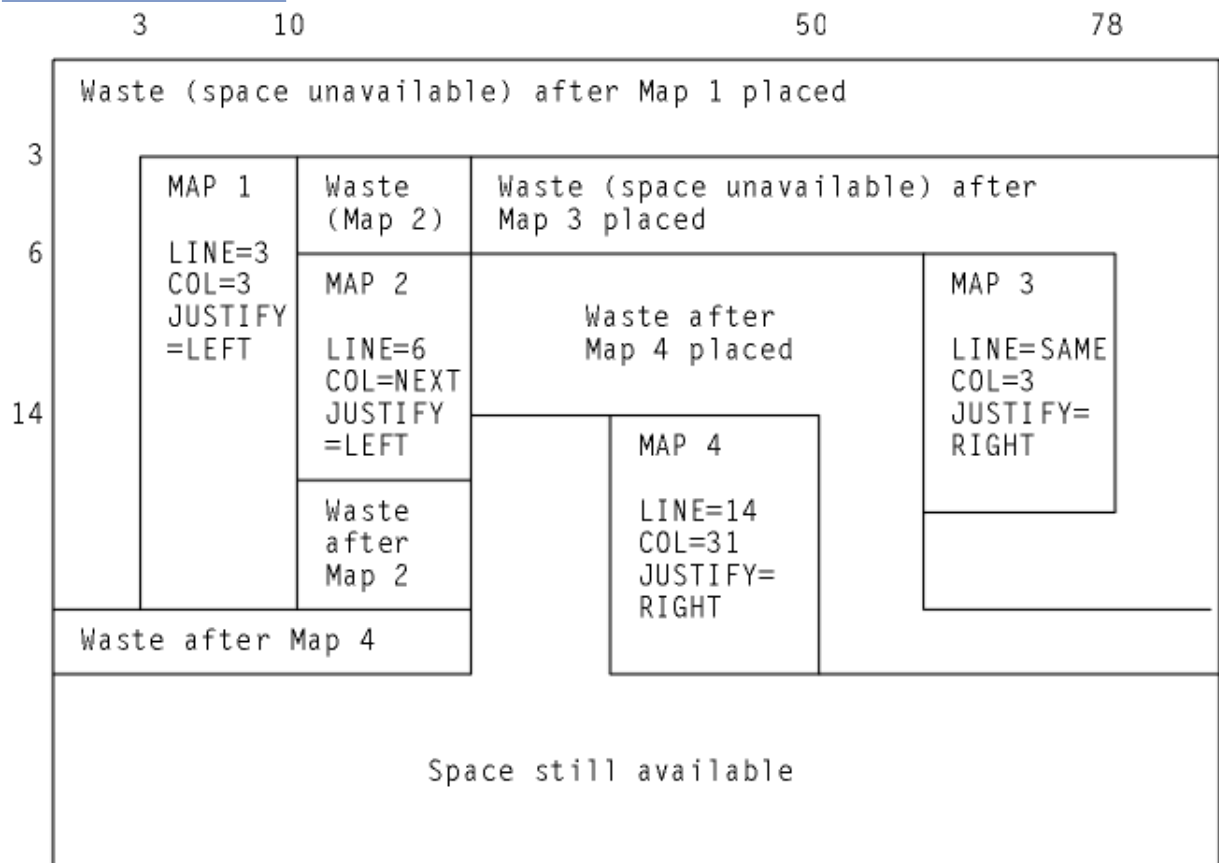 3 10 50 78
Waste (space unavailable) after Map 1 placed
3
MAP 1
LINE=3
COL=3
JUSTIFY
=LEFT
Waste
(Map 2)
Waste (space unavailable) after
Map 3 placed
6
MAP 2
LINE=6
COL=NEXT
JUSTIFY
=LEFT
Waste after
Map 4 placed
MAP 3
LINE=SAME
COL=3
JUSTIFY=
RIGHT
14
MAP 4
LINE=14
COL=31
JUSTIFY=
RIGHT
Waste
after
Map 2
Waste after Map 4
Space still available